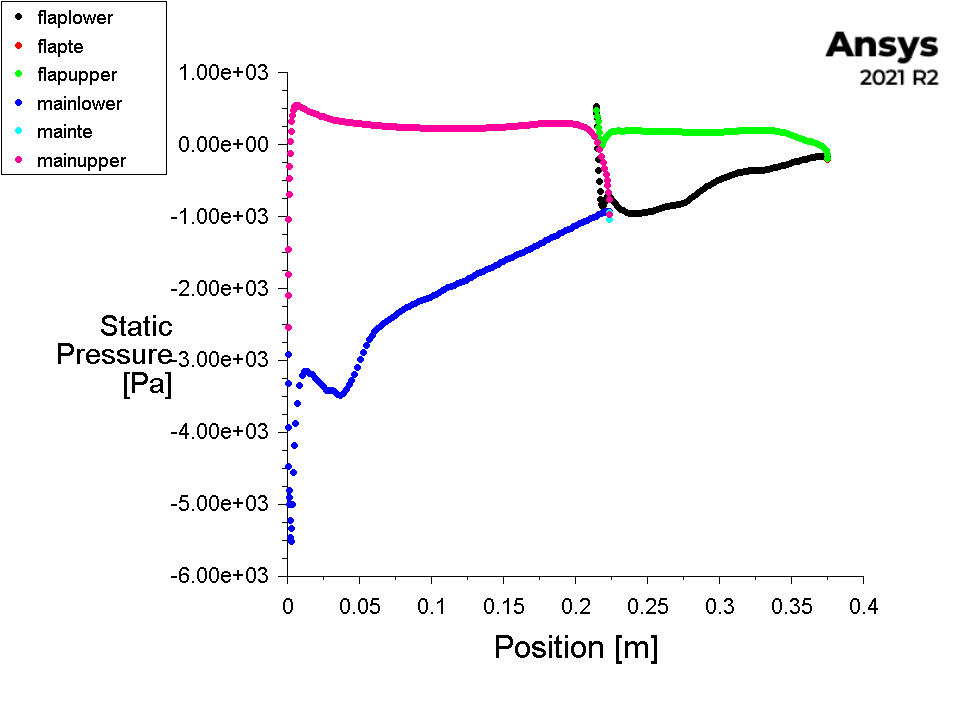 flaplower
flapte
flapupper
mainlower
mainte
mainupper
Ansys
2021 R2
1.00e+03
0.00e+00
-1.00e+03
-2.00e+03
-3.00e+03
-4.00e+03
-5.00e+03
-6.00e+03
Static
Pressure
[Pa]
0 0.05 0.1 0.15 0.2 0.25 0.3 0.35 0.4
Position [m]